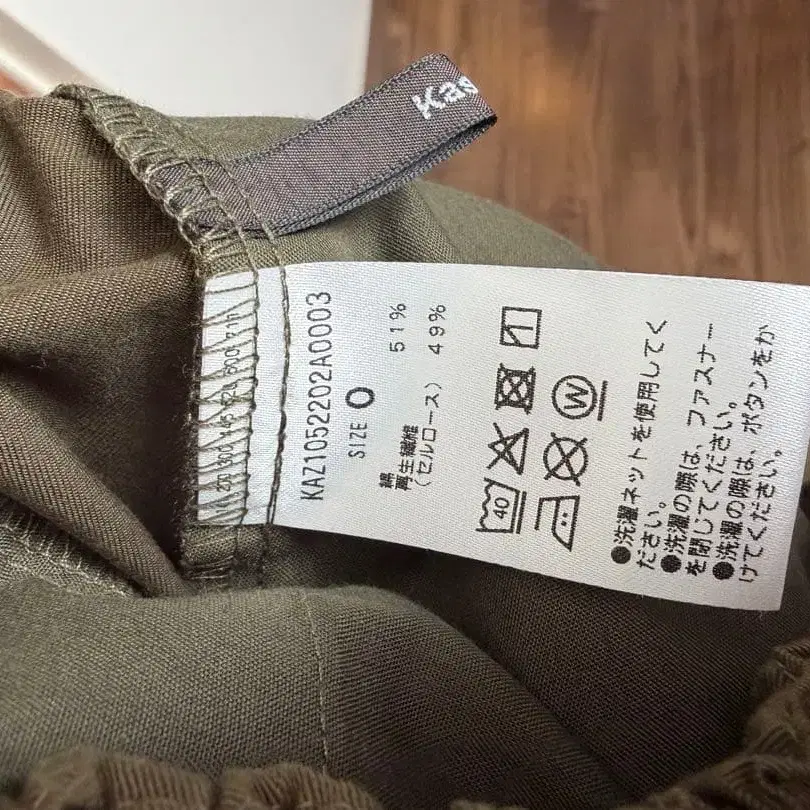 Kas
KAZ1052202A0003
SIZE 0
綿 51%
再生繊維 49%
(セルロース)
40
W
●洗濯ネットを使用してく
ださい。
●洗濯の際は、ファスナー
を閉じてください。
●洗濯の際は、ボタンをか
けてください。